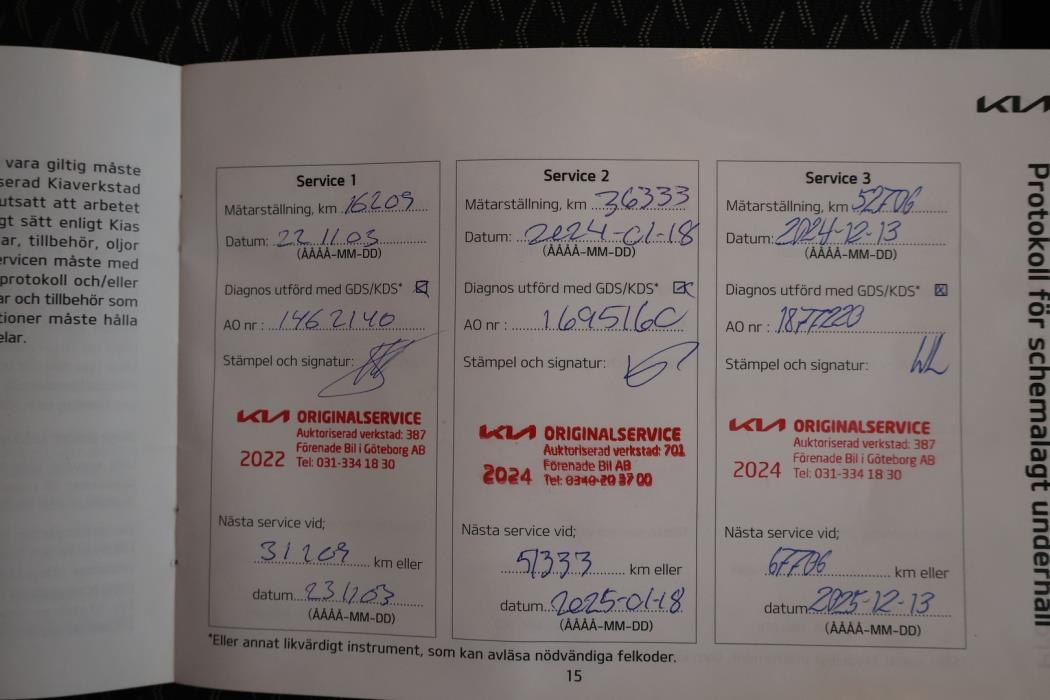 vara giltig måste
serad Kiaverkstad
utsatt att arbetet
gt sätt enligt Kias
ar, tillbehör, oljor
ervicen måste med
protokoll och/eller
ar och tillbehör som
tioner måste hålla
elar.
KIA
Protokoll för schemalagt underhåll
Service 1
Mätarställning, km 16209
Datum: 221103
(ÅÅÅÅ-MM-DD)
Diagnos utförd med GDS/KDS*
AO nr : 1462140
Stämpel och signatur:
KIA ORIGINALSERVICE
Auktoriserad verkstad: 387
Förenade Bil i Göteborg AB
2022 Tel: 031-334 18 30
Nästa service vid;
31209 km eller
datum 231103
(ÅÅÅÅ-MM-DD)
Service 2
Mätarställning, km 36333
Datum: 2024-01-18
(ÅÅÅÅ-MM-DD)
Diagnos utförd med GDS/KDS*
AO nr : 169516C
Stämpel och signatur:
KIA ORIGINALSERVICE
Auktoriserad verkstad: 701
Förenade Bil AB
2024 Tel: 0340-20 37 00
Nästa service vid;
51333 km eller
datum 2025-01-18
(ÅÅÅÅ-MM-DD)
Service 3
Mätarställning, km 52706
Datum: 2024-12-13
(ÅÅÅÅ-MM-DD)
Diagnos utförd med GDS/KDS*
AO nr : 1877220
Stämpel och signatur:
KIA ORIGINALSERVICE
Auktoriserad verkstad: 387
Förenade Bil i Göteborg AB
2024 Tel: 031-334 18 30
Nästa service vid;
67706 km eller
datum 2025-12-13
(ÅÅÅÅ-MM-DD)
*Eller annat likvärdigt instrument, som kan avläsa nödvändiga felkoder.
15